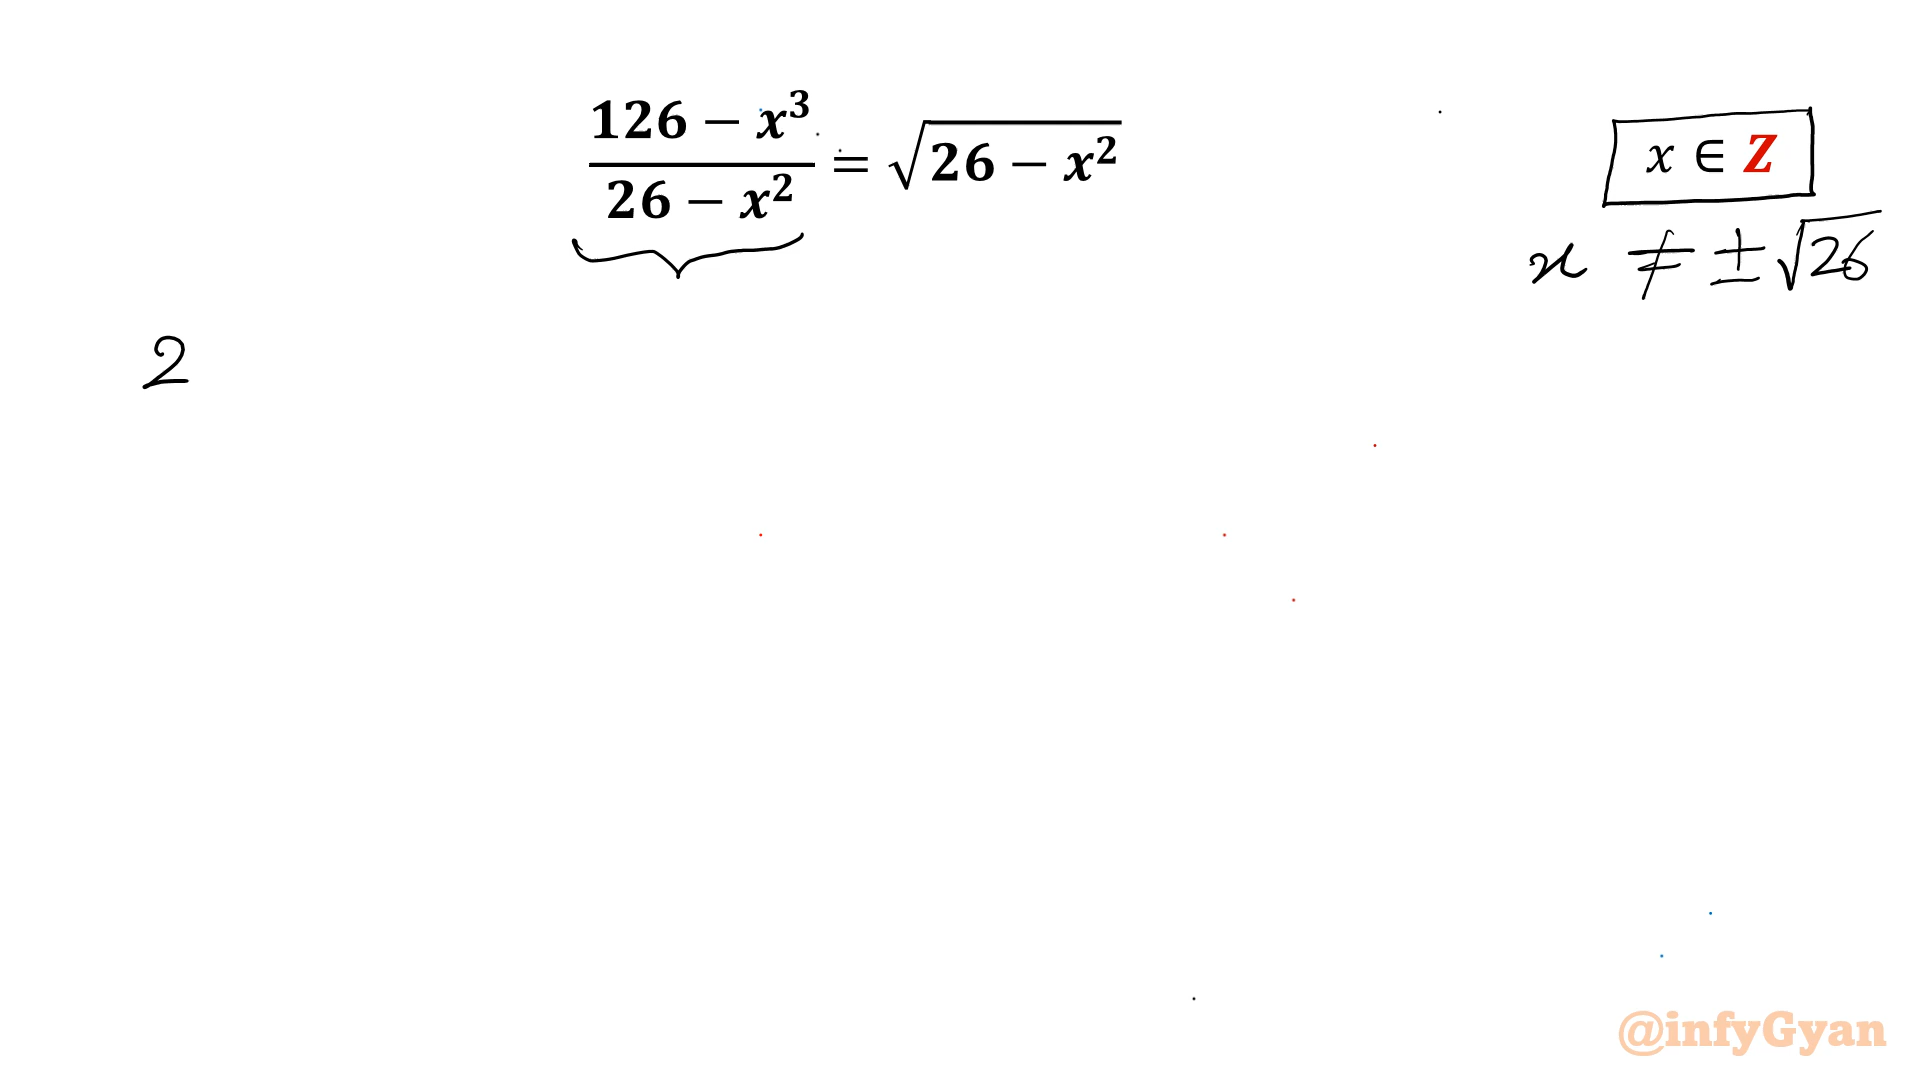 (126 − x³)/(26 − x²) = √(26 − x²)
x ∈ Z
x ≠ ±√26
2
@infyGyan